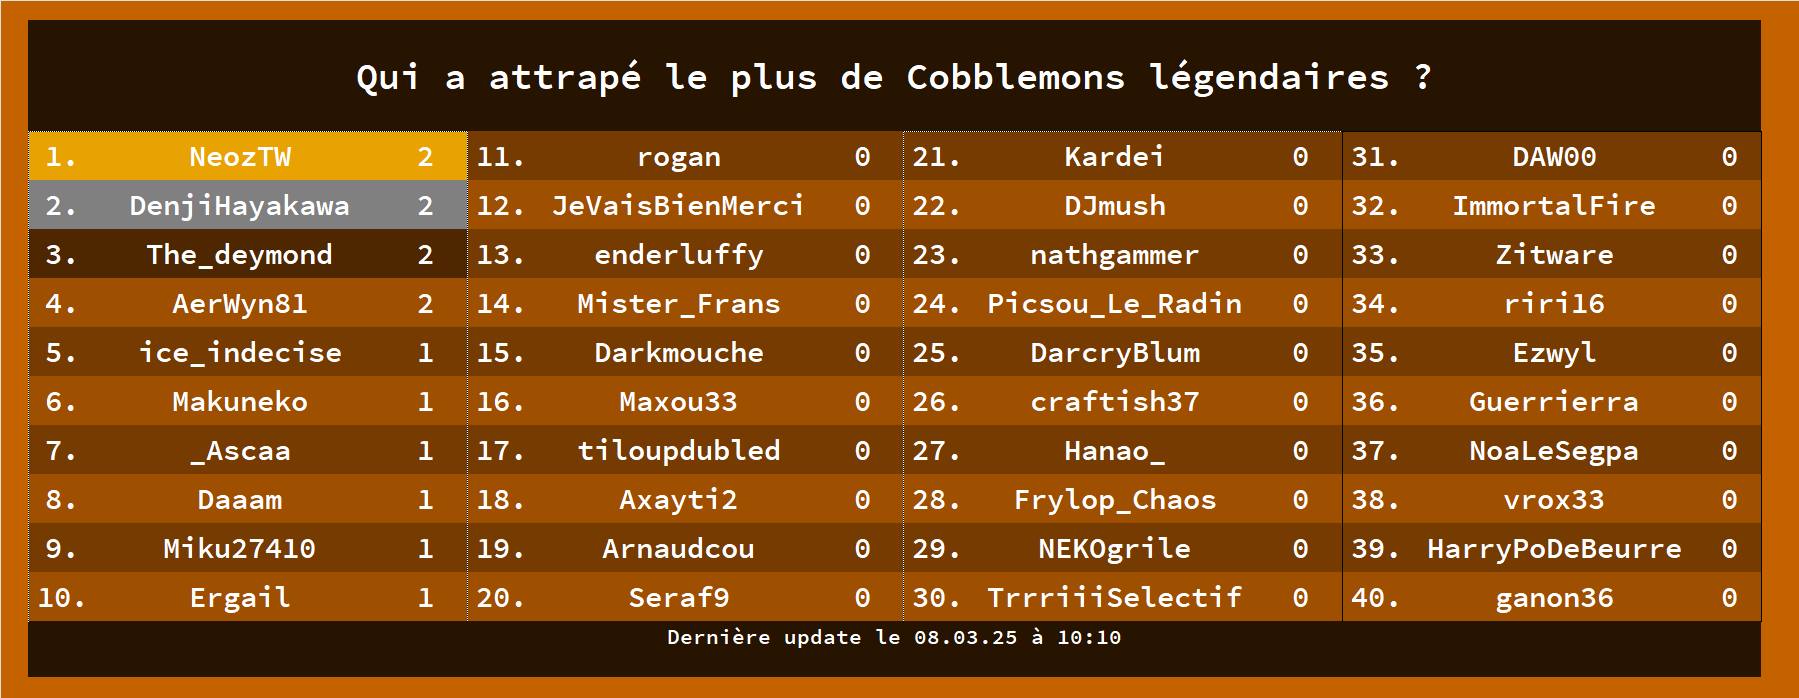 Qui a attrapé le plus de Cobblemons légendaires ?
1. NeozTW 2
2. DenjiHayakawa 2
3. The_deymond 2
4. AerWyn81 2
5. ice_indecise 1
6. Makuneko 1
7. _Ascaa 1
8. Daaam 1
9. Miku27410 1
10. Ergail 1
11. rogan 0
12. JeVaisBienMerci 0
13. enderluffy 0
14. Mister_Frans 0
15. Darkmouche 0
16. Maxou33 0
17. tiloupdubled 0
18. Axayti2 0
19. Arnaudcou 0
20. Seraf9 0
21. Kardei 0
22. DJmush 0
23. nathgammer 0
24. Picsou_Le_Radin 0
25. DarcryBlum 0
26. craftish37 0
27. Hanao_ 0
28. Frylop_Chaos 0
29. NEKOgrile 0
30. TrrriiiSelectif 0
31. DAW00 0
32. ImmortalFire 0
33. Zitware 0
34. riri16 0
35. Ezwyl 0
36. Guerrierra 0
37. NoaLeSegpa 0
38. vrox33 0
39. HarryPoDeBeurre 0
40. ganon36 0
Dernière update le 08.03.25 à 10:10